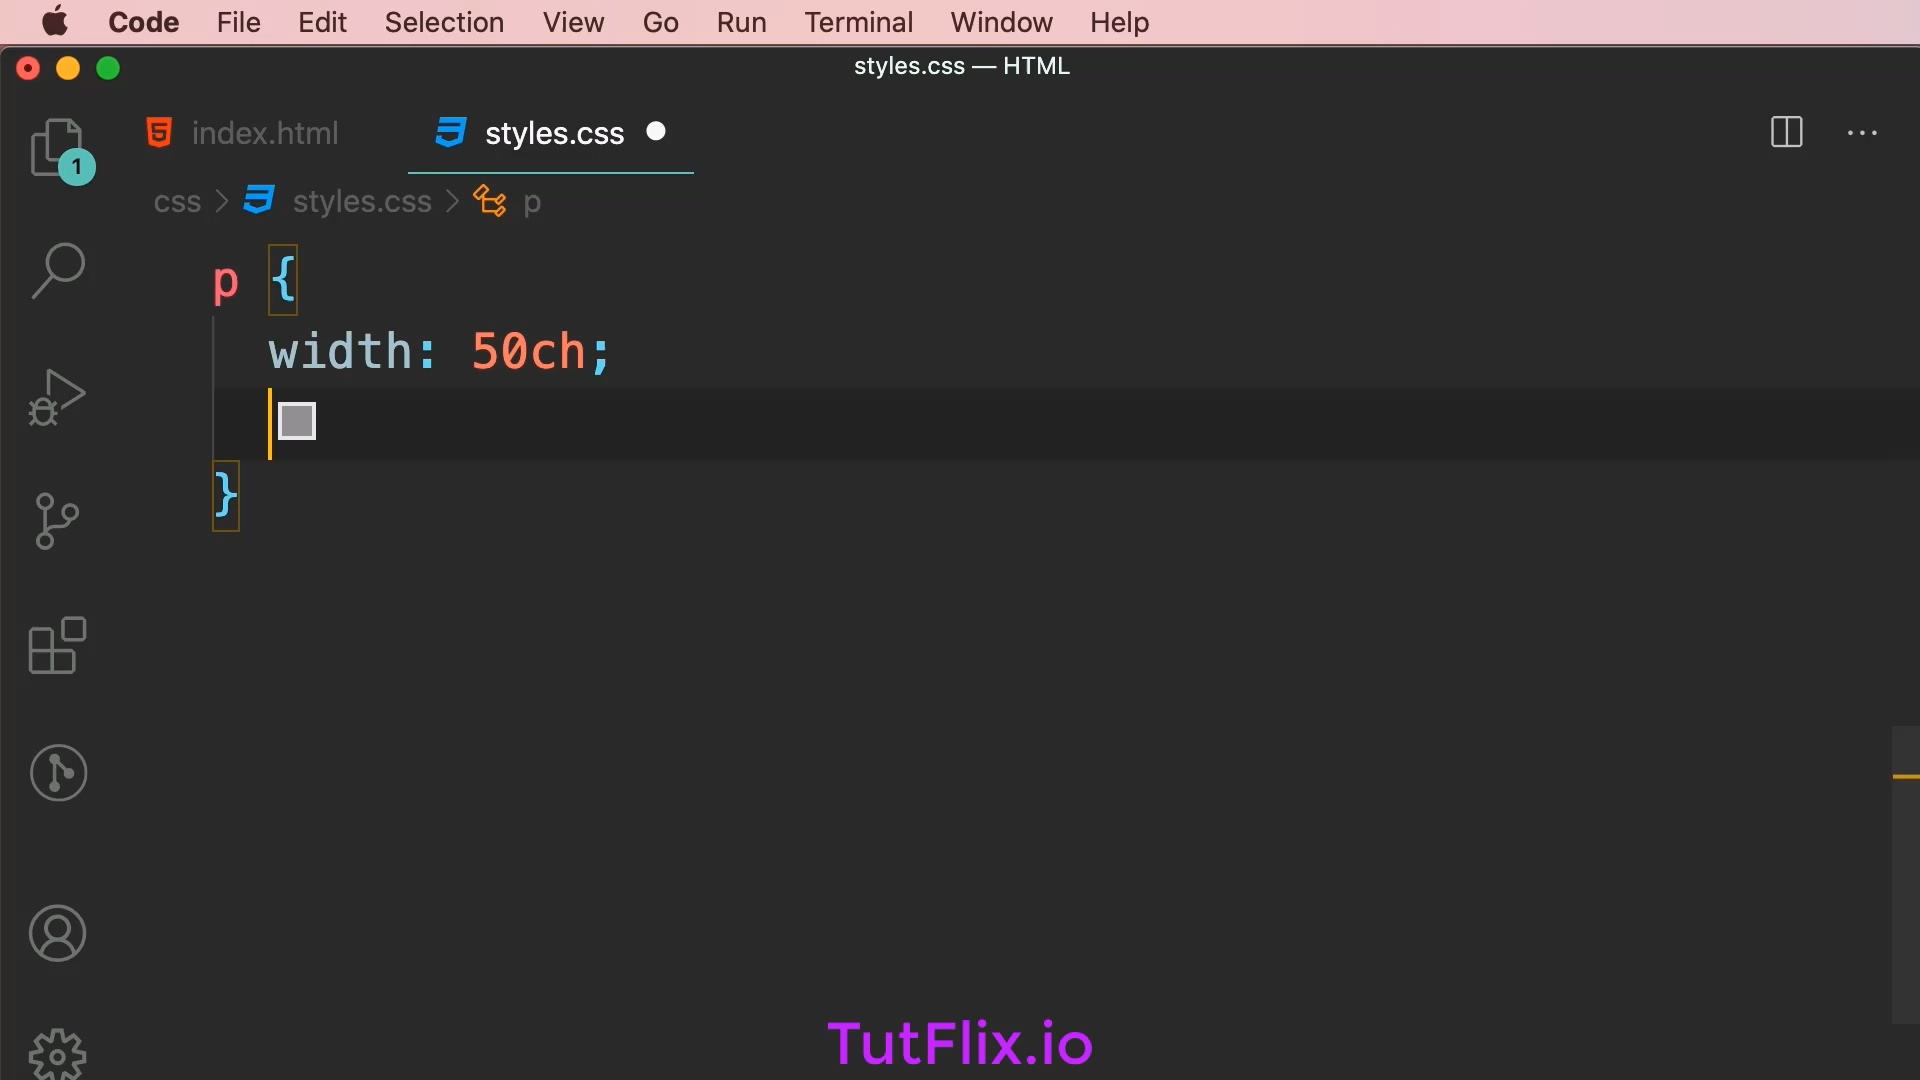 Code File Edit Selection View Go Run Terminal Window Help
styles.css — HTML
index.html styles.css
css > styles.css > p
1
p {
width: 50ch;
}
TutFlix.io